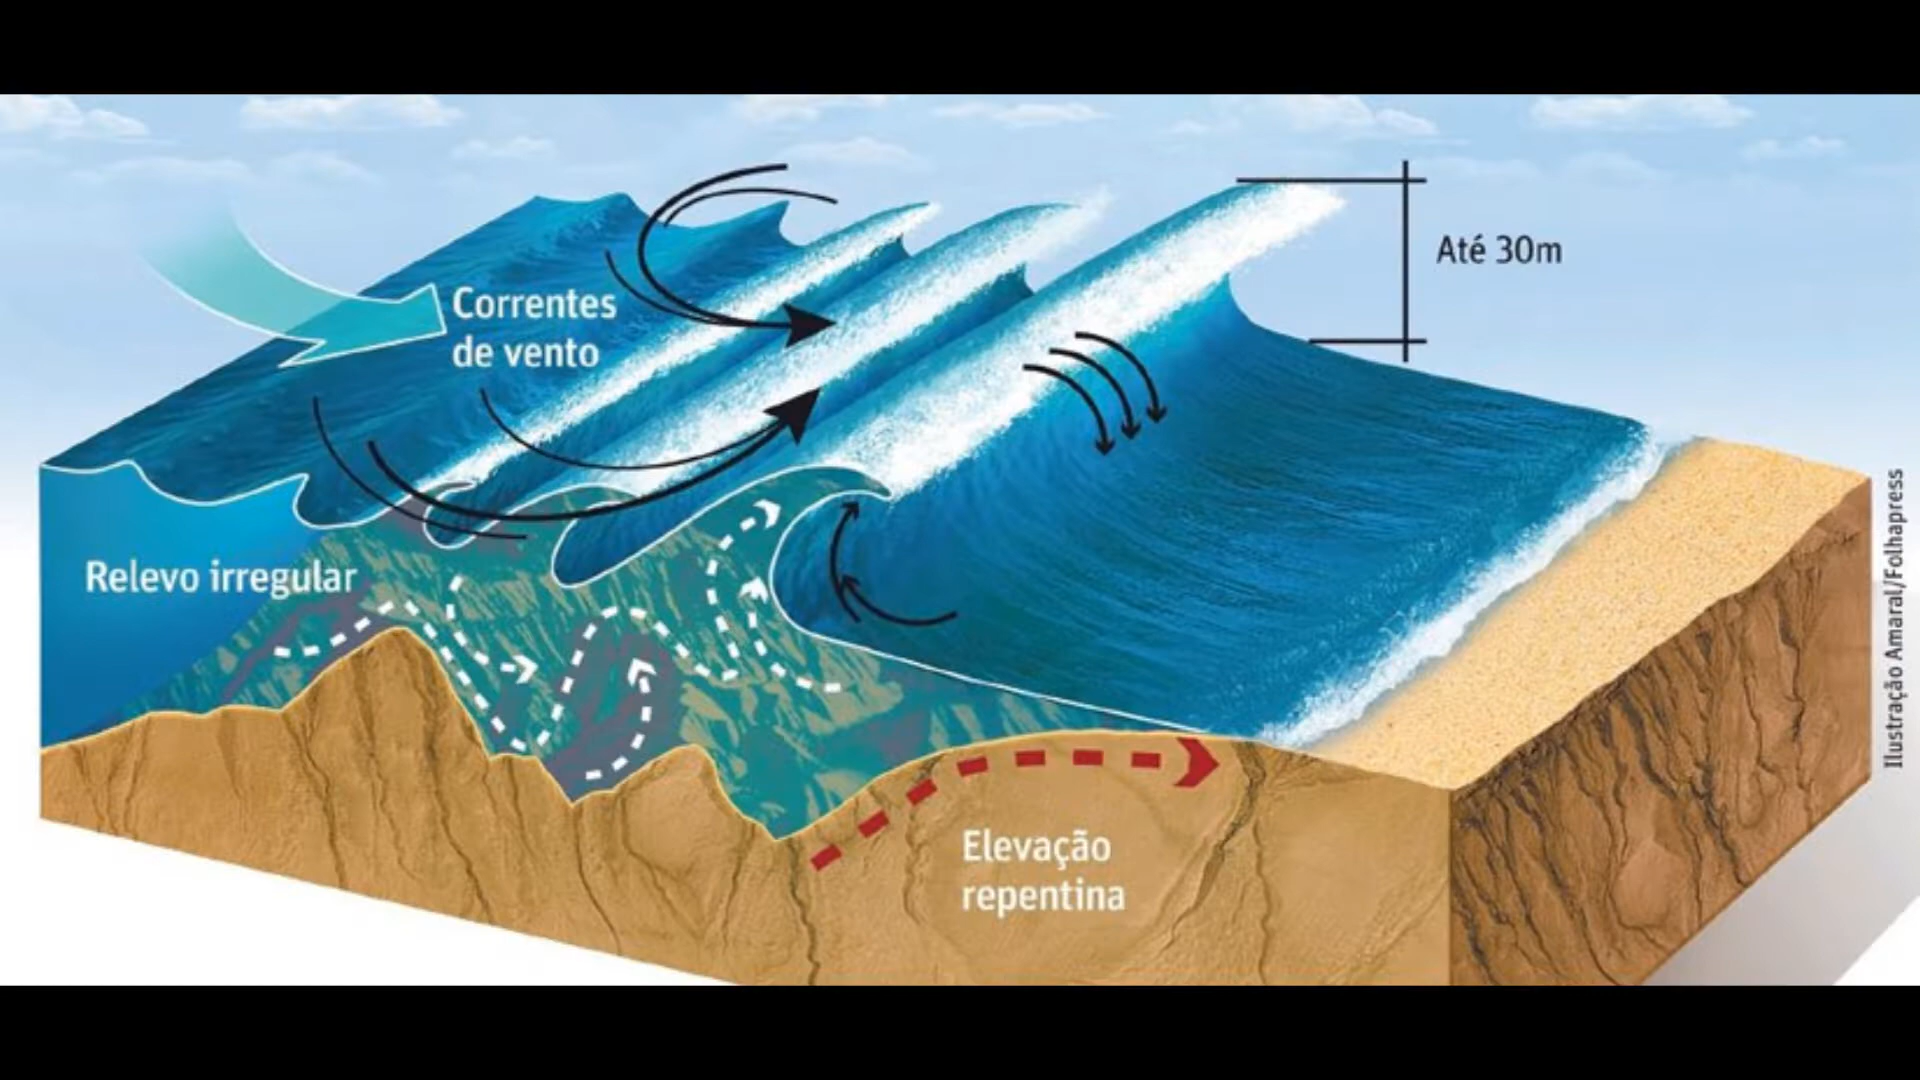 Até 30m
Correntes
de vento
Relevo irregular
Elevação
repentina
Ilustração Amaral/Folhapress